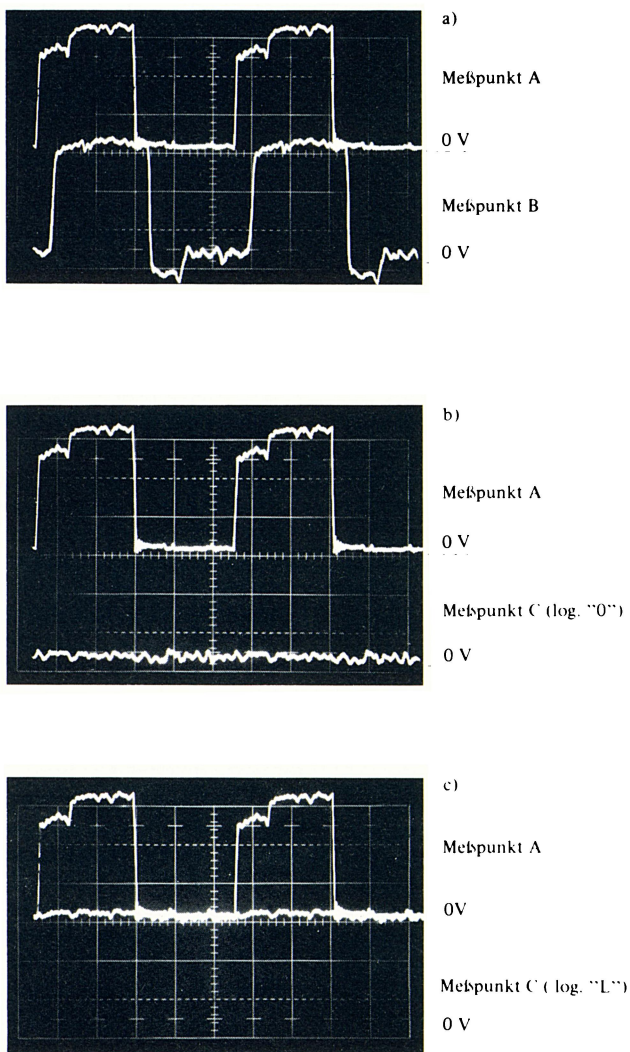 a)
Meßpunkt A
0 V
Meßpunkt B
0 V
b)
Meßpunkt A
0 V
Meßpunkt C (log. "0")
0 V
c)
Meßpunkt A
0V
Meßpunkt C ( log. "L")
0 V